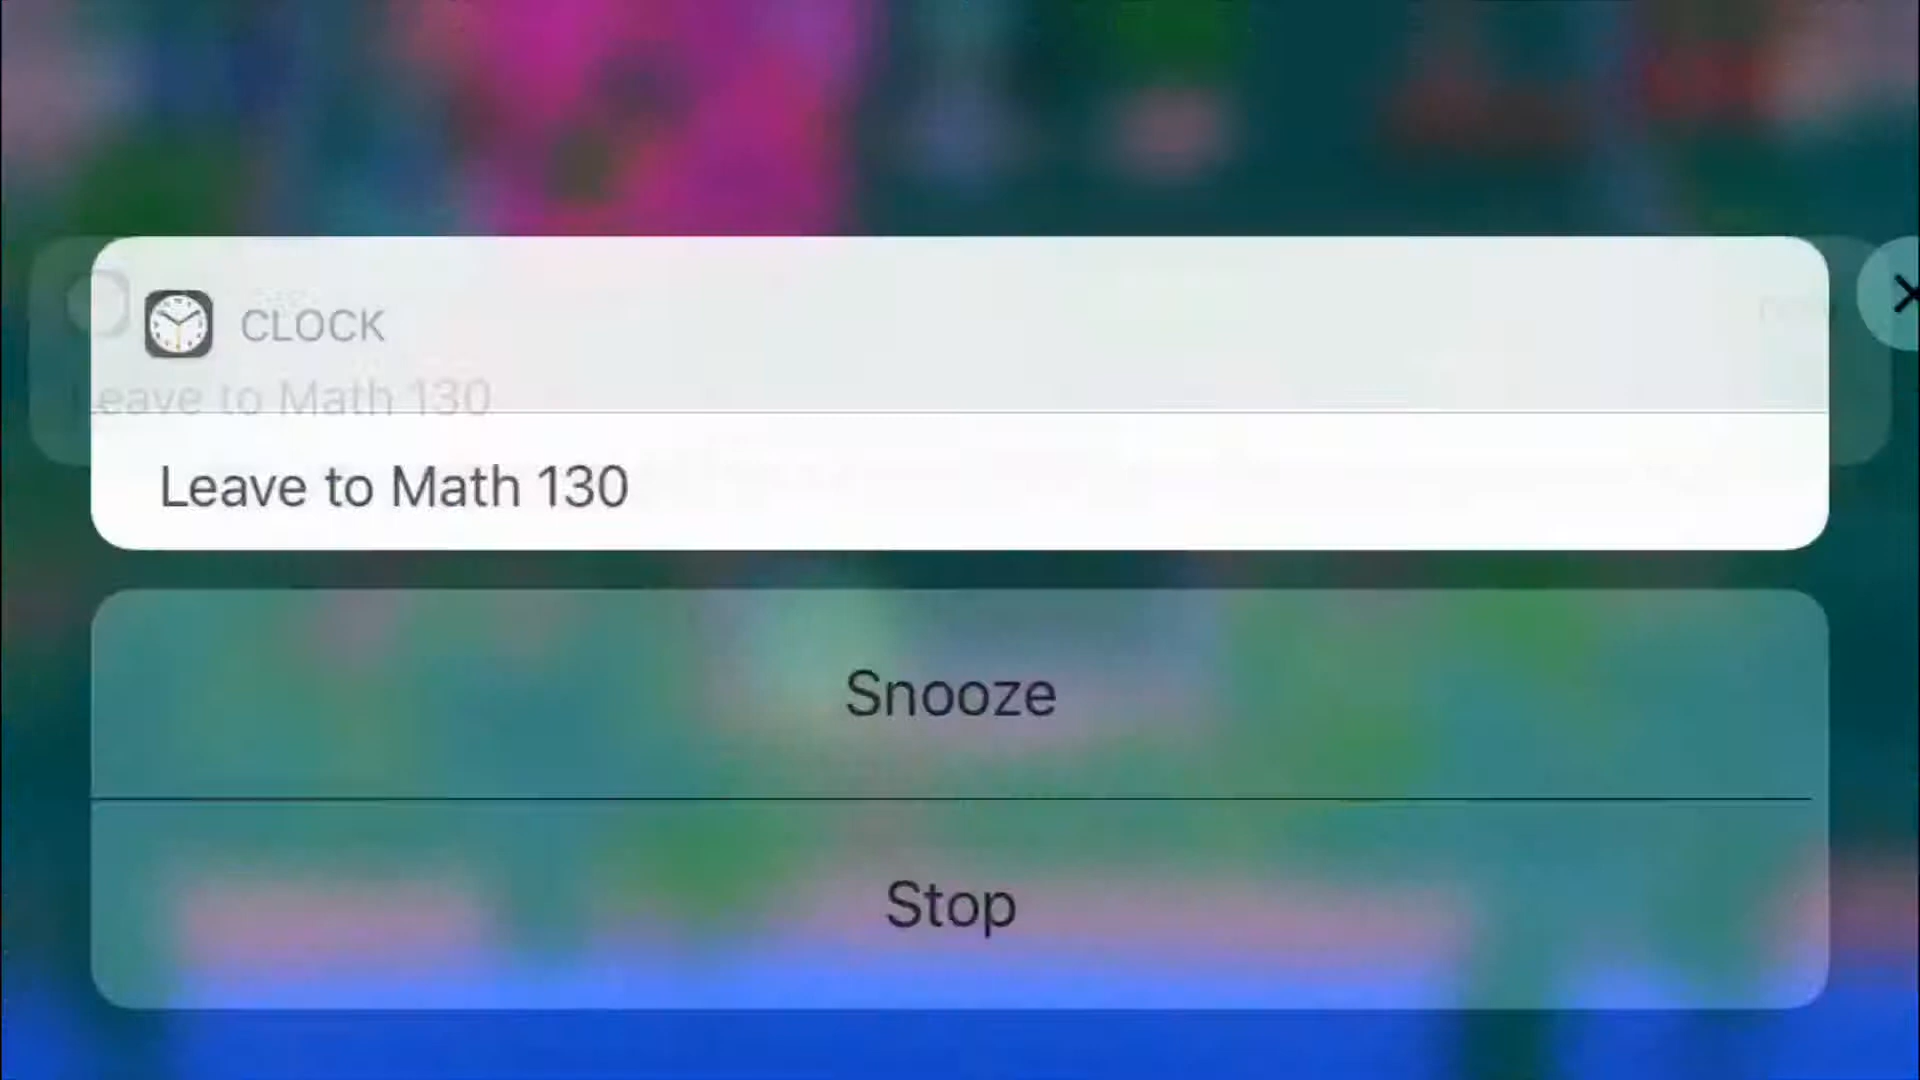 CLOCK
Leave to Math 130
Leave to Math 130
Snooze
Stop